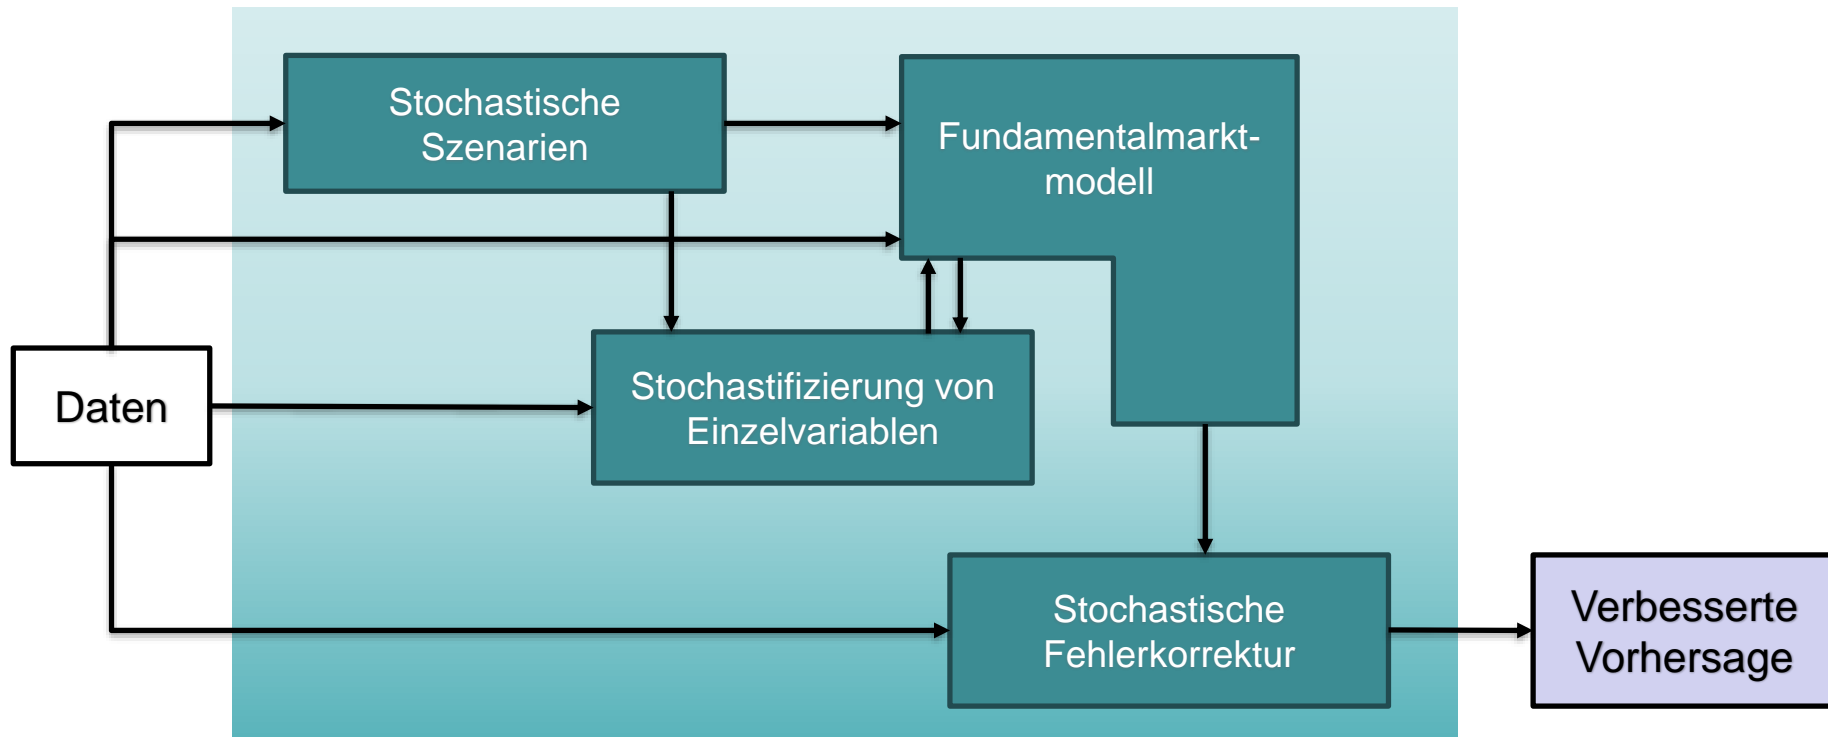 Stochastische
Szenarien
Fundamentalmarkt-
modell
Daten
Stochastifizierung von
Einzelvariablen
Stochastische
Fehlerkorrektur
Verbesserte
Vorhersage